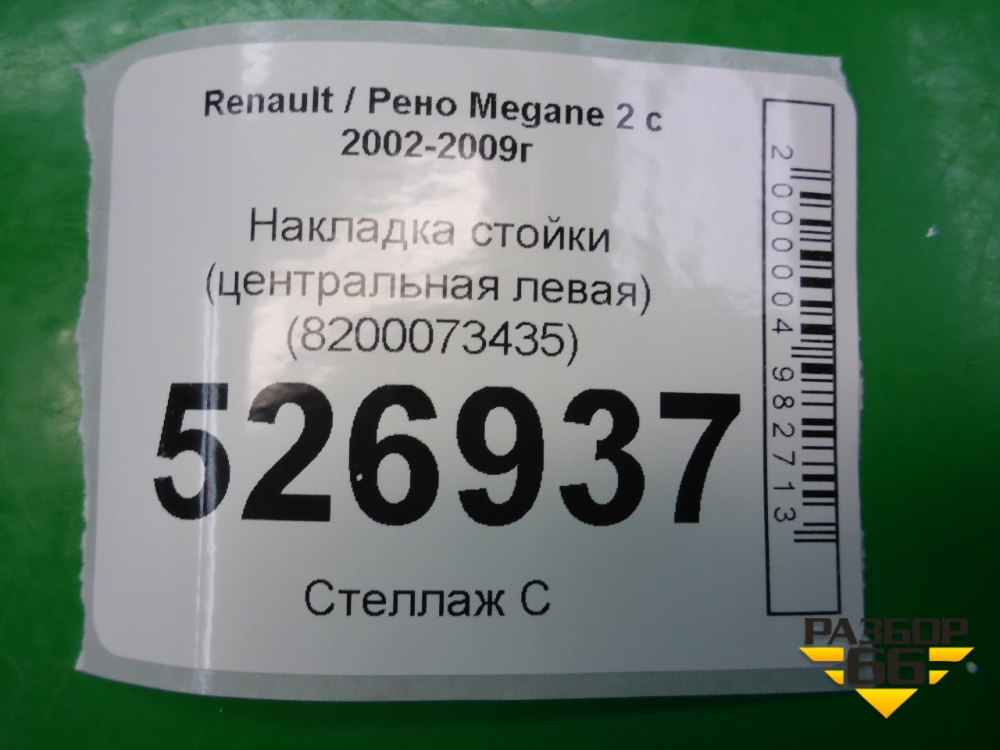 Renault / Рено Megane 2 с
2002-2009г
Накладка стойки
(центральная левая)
(8200073435)
526937
Стеллаж С
2000004982713
РАЗБОР
66